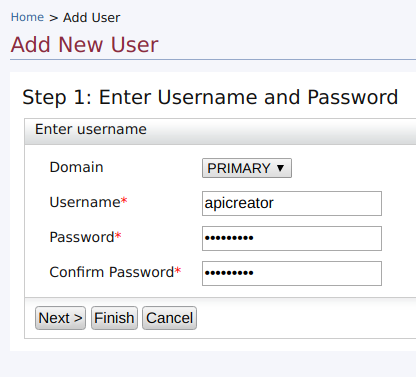 Home > Add User
Add New User
Step 1: Enter Username and Password
Enter username
Domain PRIMARY ▼
Username* apicreator
Password* •••••••••
Confirm Password* •••••••••
Next > Finish Cancel